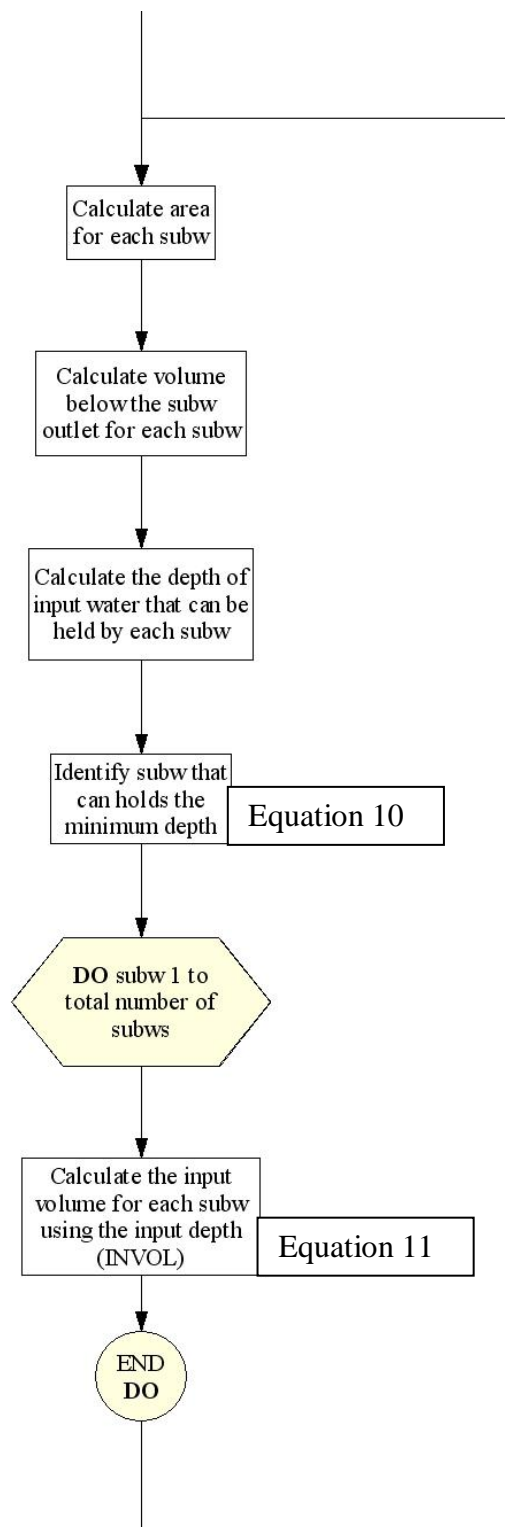 Calculate area
for each subw
Calculate volume
below the subw
outlet for each subw
Calculate the depth of
input water that can be
held by each subw
Identify subw that
can holds the
minimum depth
Equation 10
DO subw 1 to
total number of
subws
Calculate the input
volume for each subw
using the input depth
(INVOL)
Equation 11
END
DO